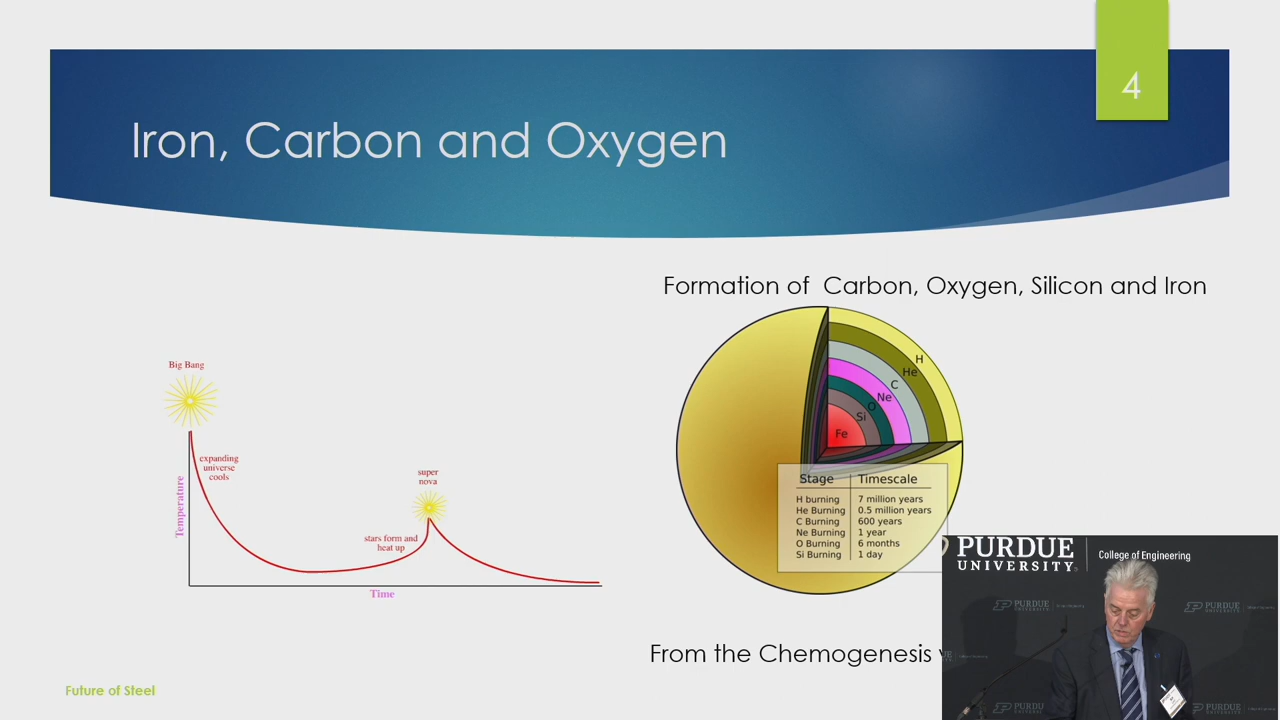 4
Iron, Carbon and Oxygen
Formation of Carbon, Oxygen, Silicon and Iron
Big Bang
expanding
universe
cools
super
nova
stars form and
heat up
Temperature
Time
H
He
C
Ne
O
Si
Fe
Stage Timescale
H burning 7 million years
He Burning 0.5 million years
C Burning 600 years
Ne Burning 1 year
O Burning 6 months
Si Burning 1 day
From the Chemogenesis
Future of Steel
PURDUE
UNIVERSITY
College of Engineering
PURDUE
PURDUE